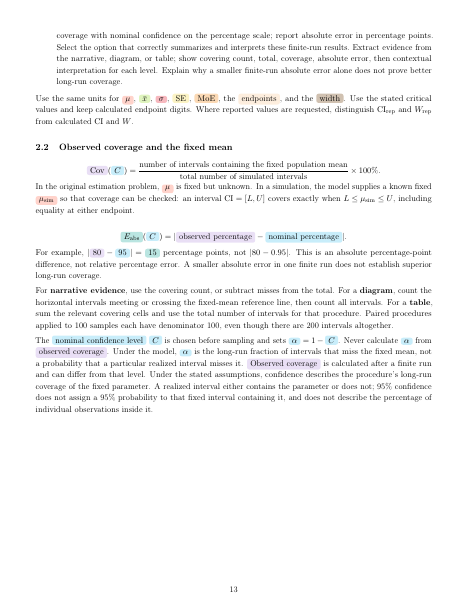 coverage with nominal confidence on the percentage scale; report absolute error in percentage points.
Select the option that correctly summarizes and interprets these finite-run results. Extract evidence from
the narrative, diagram, or table; show covering count, total, coverage, absolute error, then contextual
interpretation for each level. Explain why a smaller finite-run absolute error alone does not prove better
long-run coverage.
Use the same units for μ, x̄, σ, SE, MoE, the endpoints, and the width. Use the stated critical
values and keep calculated endpoint digits. Where reported values are requested, distinguish CI_rep and W_rep
from calculated CI and W.
2.2 Observed coverage and the fixed mean
Cov(C) = number of intervals containing the fixed population mean / total number of simulated intervals × 100%.
In the original estimation problem, μ is fixed but unknown. In a simulation, the model supplies a known fixed
μ_sim so that coverage can be checked: an interval CI = [L, U] covers exactly when L ≤ μ_sim ≤ U, including
equality at either endpoint.
E_abs(C) = |observed percentage − nominal percentage|.
For example, |80 − 95| = 15 percentage points, not |80 − 0.95|. This is an absolute percentage-point
difference, not relative percentage error. A smaller absolute error in one finite run does not establish superior
long-run coverage.
For narrative evidence, use the covering count, or subtract misses from the total. For a diagram, count the
horizontal intervals meeting or crossing the fixed-mean reference line, then count all intervals. For a table,
sum the relevant covering cells and use the total number of intervals for that procedure. Paired procedures
applied to 100 samples each have denominator 100, even though there are 200 intervals altogether.
The nominal confidence level C is chosen before sampling and sets α = 1 − C. Never calculate α from
observed coverage. Under the model, α is the long-run fraction of intervals that miss the fixed mean, not
a probability that a particular realized interval misses it. Observed coverage is calculated after a finite run
and can differ from that level. Under the stated assumptions, confidence describes the procedure's long-run
coverage of the fixed parameter. A realized interval either contains the parameter or does not; 95% confidence
does not assign a 95% probability to that fixed interval containing it, and does not describe the percentage of
individual observations inside it.
13